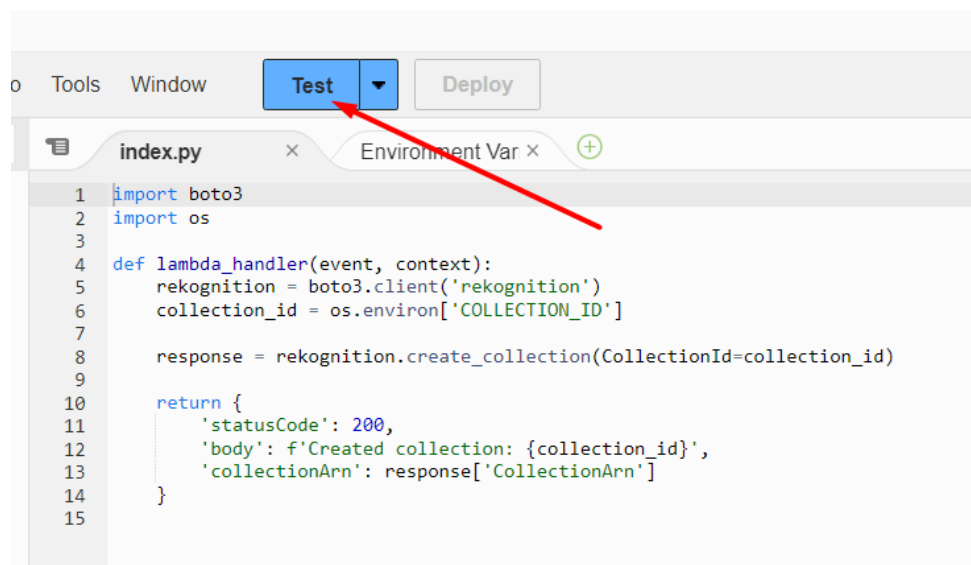 o Tools Window Test Deploy
index.py × Environment Var ×
1 import boto3
2 import os
3
4 def lambda_handler(event, context):
5     rekognition = boto3.client('rekognition')
6     collection_id = os.environ['COLLECTION_ID']
7
8     response = rekognition.create_collection(CollectionId=collection_id)
9
10     return {
11         'statusCode': 200,
12         'body': f'Created collection: {collection_id}',
13         'collectionArn': response['CollectionArn']
14     }
15